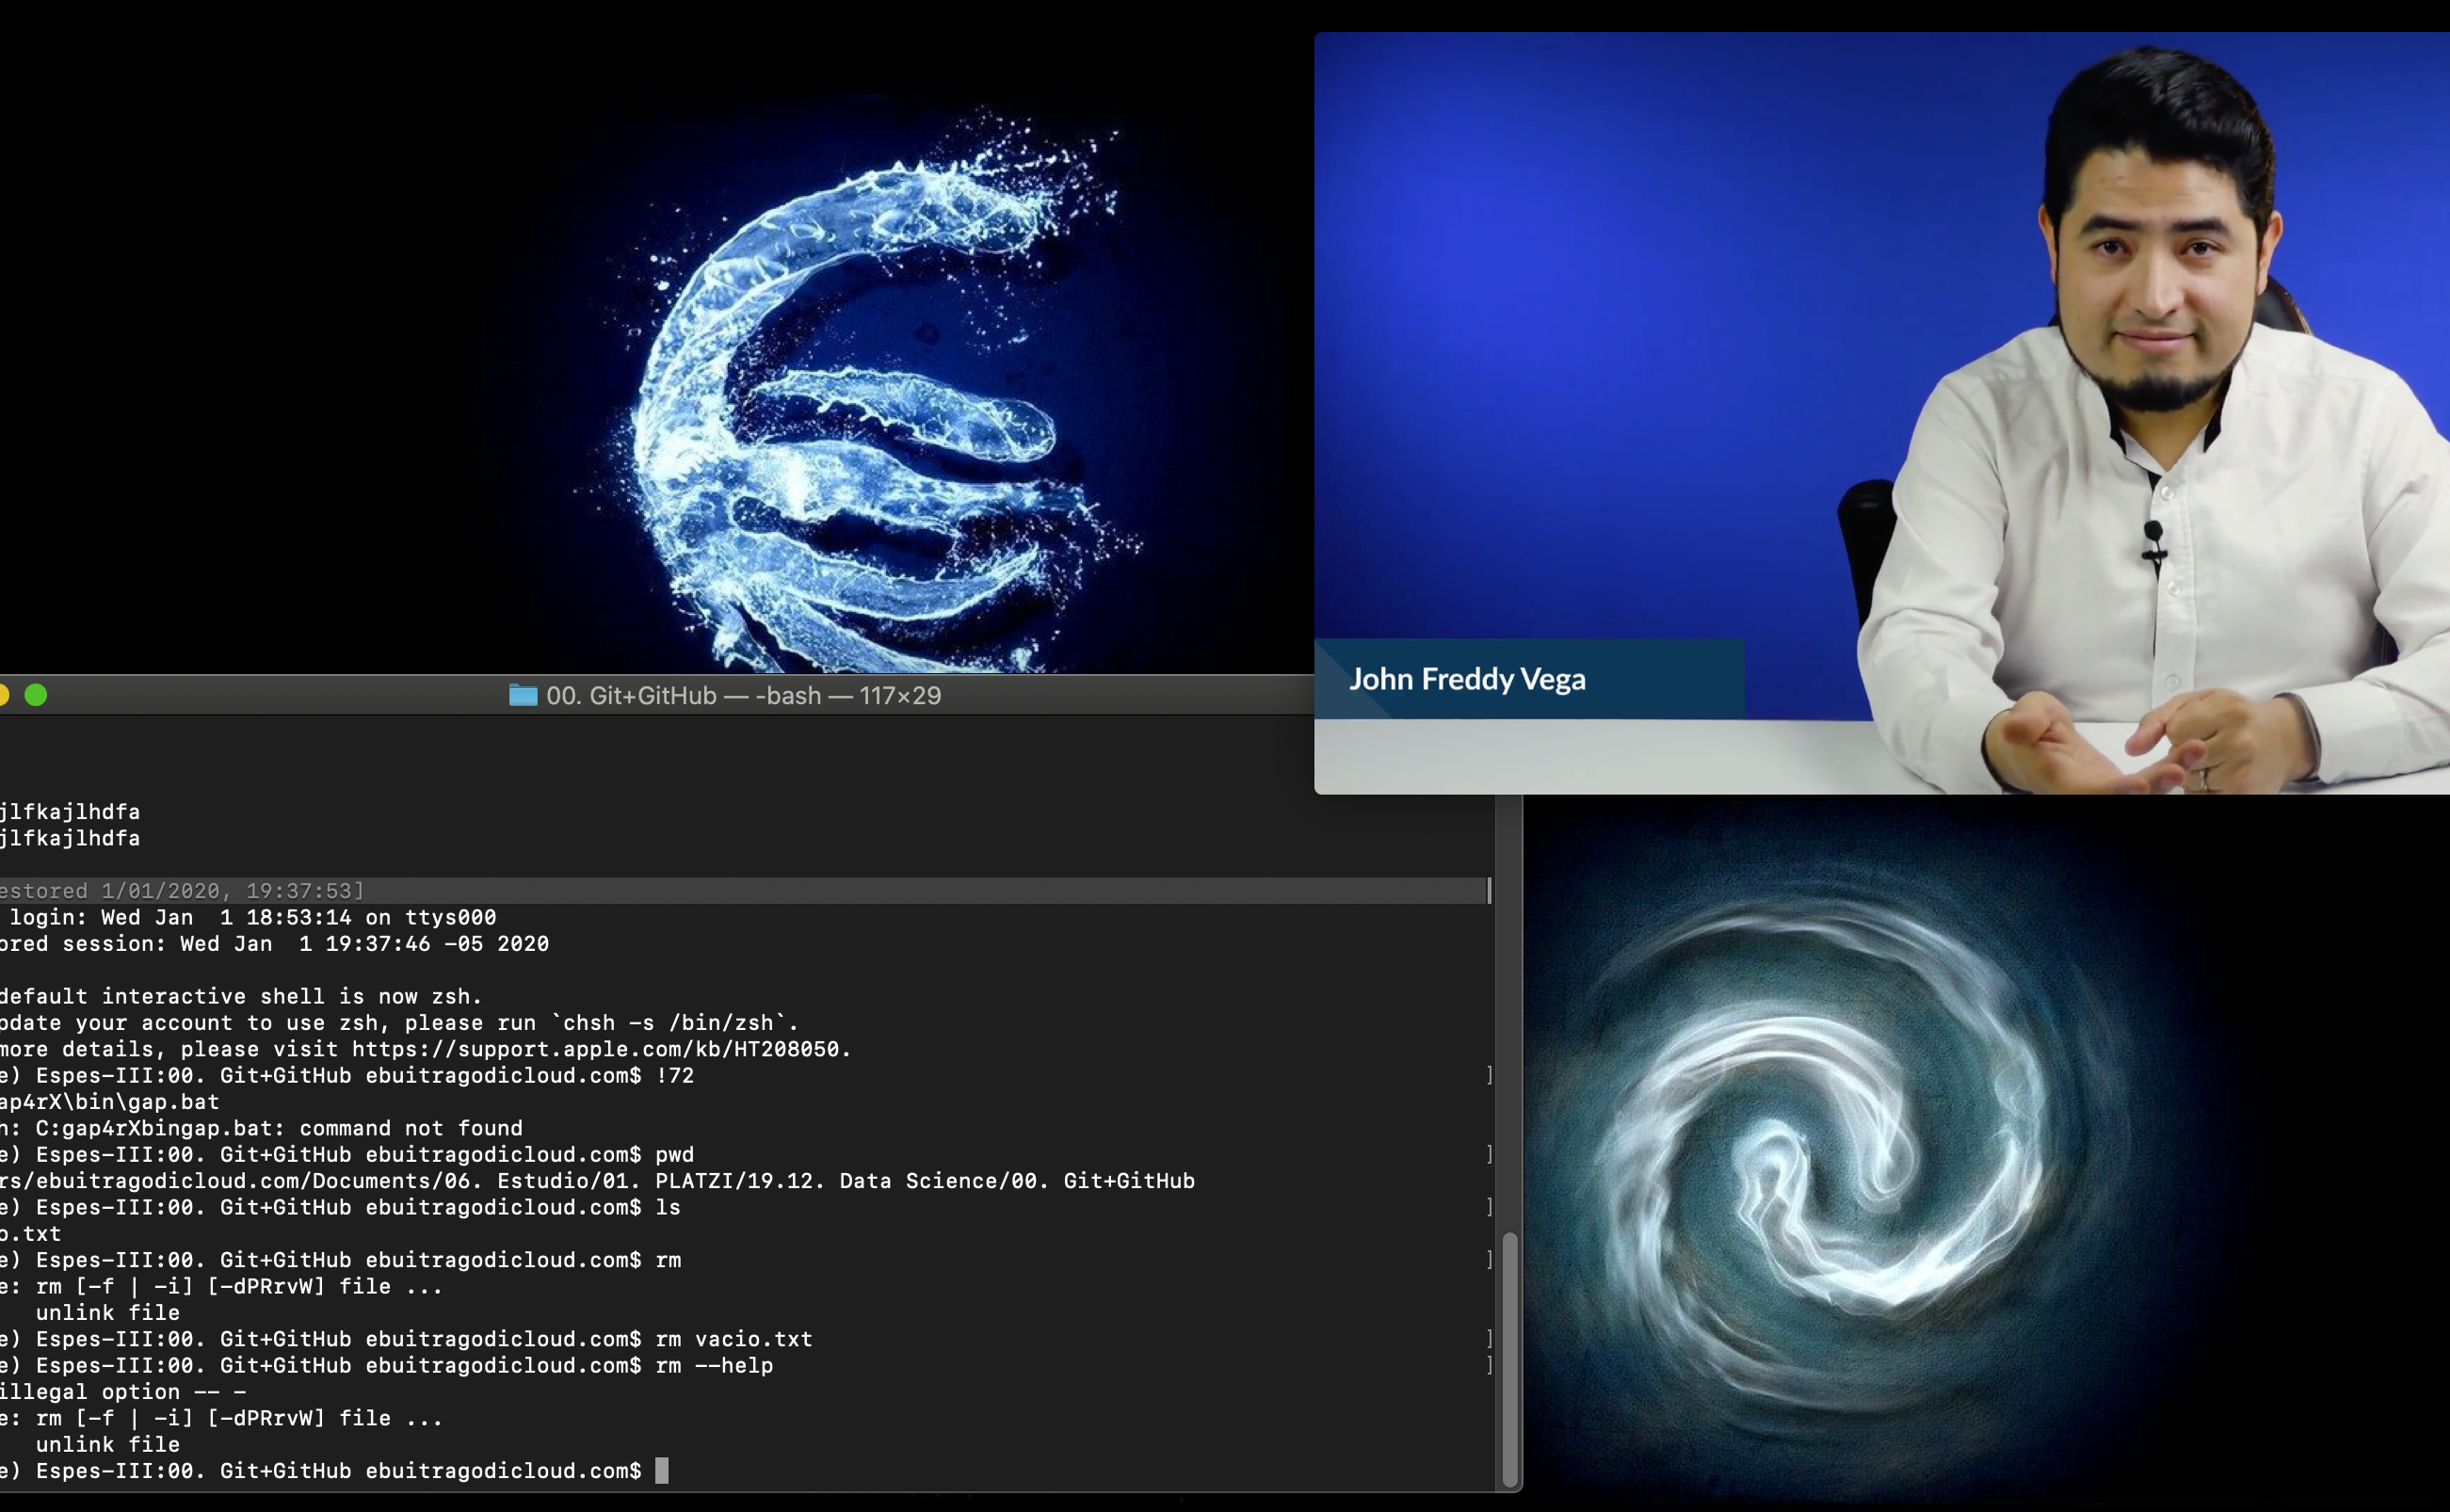 John Freddy Vega
00. Git+GitHub — -bash — 117×29
jlfkajlhdfa
jlfkajlhdfa
estored 1/01/2020, 19:37:53]
login: Wed Jan  1 18:53:14 on ttys000
ored session: Wed Jan  1 19:37:46 -05 2020
default interactive shell is now zsh.
pdate your account to use zsh, please run `chsh -s /bin/zsh`.
more details, please visit https://support.apple.com/kb/HT208050.
e) Espes-III:00. Git+GitHub ebuitragodicloud.com$ !72
ap4rX\bin\gap.bat
h: C:gap4rXbingap.bat: command not found
e) Espes-III:00. Git+GitHub ebuitragodicloud.com$ pwd
rs/ebuitragodicloud.com/Documents/06. Estudio/01. PLATZI/19.12. Data Science/00. Git+GitHub
e) Espes-III:00. Git+GitHub ebuitragodicloud.com$ ls
o.txt
e) Espes-III:00. Git+GitHub ebuitragodicloud.com$ rm
e: rm [-f | -i] [-dPRrvW] file ...
unlink file
e) Espes-III:00. Git+GitHub ebuitragodicloud.com$ rm vacio.txt
e) Espes-III:00. Git+GitHub ebuitragodicloud.com$ rm --help
illegal option -- -
e: rm [-f | -i] [-dPRrvW] file ...
unlink file
e) Espes-III:00. Git+GitHub ebuitragodicloud.com$